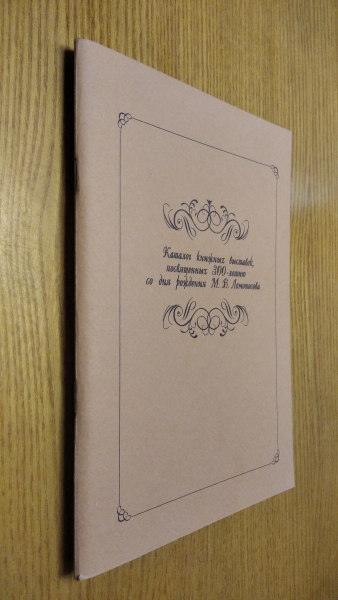 Каталог книжных выставок,
посвященных 300-летию
со дня рождения М. В. Ломоносова